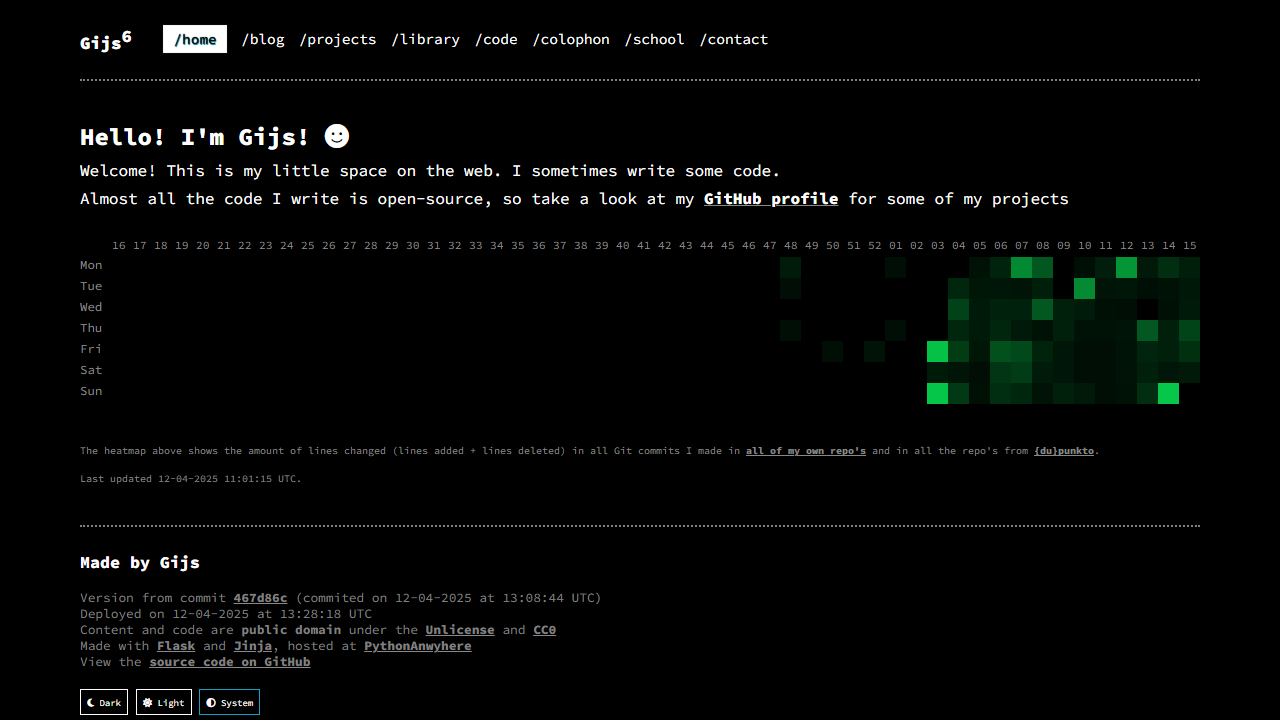 Gijs6
/home /blog /projects /library /code /colophon /school /contact
Hello! I'm Gijs!
Welcome! This is my little space on the web. I sometimes write some code.
Almost all the code I write is open-source, so take a look at my GitHub profile for some of my projects
16 17 18 19 20 21 22 23 24 25 26 27 28 29 30 31 32 33 34 35 36 37 38 39 40 41 42 43 44 45 46 47 48 49 50 51 52 01 02 03 04 05 06 07 08 09 10 11 12 13 14 15
Mon
Tue
Wed
Thu
Fri
Sat
Sun
The heatmap above shows the amount of lines changed (lines added + lines deleted) in all Git commits I made in all of my own repo's and in all the repo's from {du}punkto.
Last updated 12-04-2025 11:01:15 UTC.
Made by Gijs
Version from commit 467d86c (commited on 12-04-2025 at 13:08:44 UTC)
Deployed on 12-04-2025 at 13:28:18 UTC
Content and code are public domain under the Unlicense and CC0
Made with Flask and Jinja, hosted at PythonAnwyhere
View the source code on GitHub
Dark Light System